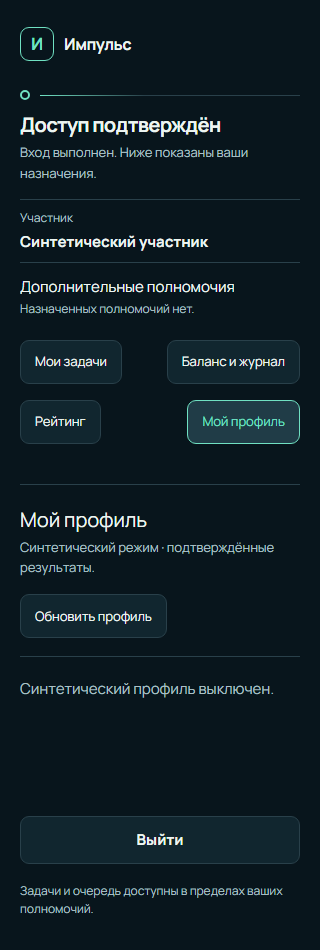 И Импульс
Доступ подтверждён
Вход выполнен. Ниже показаны ваши
назначения.
Участник
Синтетический участник
Дополнительные полномочия
Назначенных полномочий нет.
Мои задачи
Баланс и журнал
Рейтинг
Мой профиль
Мой профиль
Синтетический режим · подтверждённые
результаты.
Обновить профиль
Синтетический профиль выключен.
Выйти
Задачи и очередь доступны в пределах ваших
полномочий.